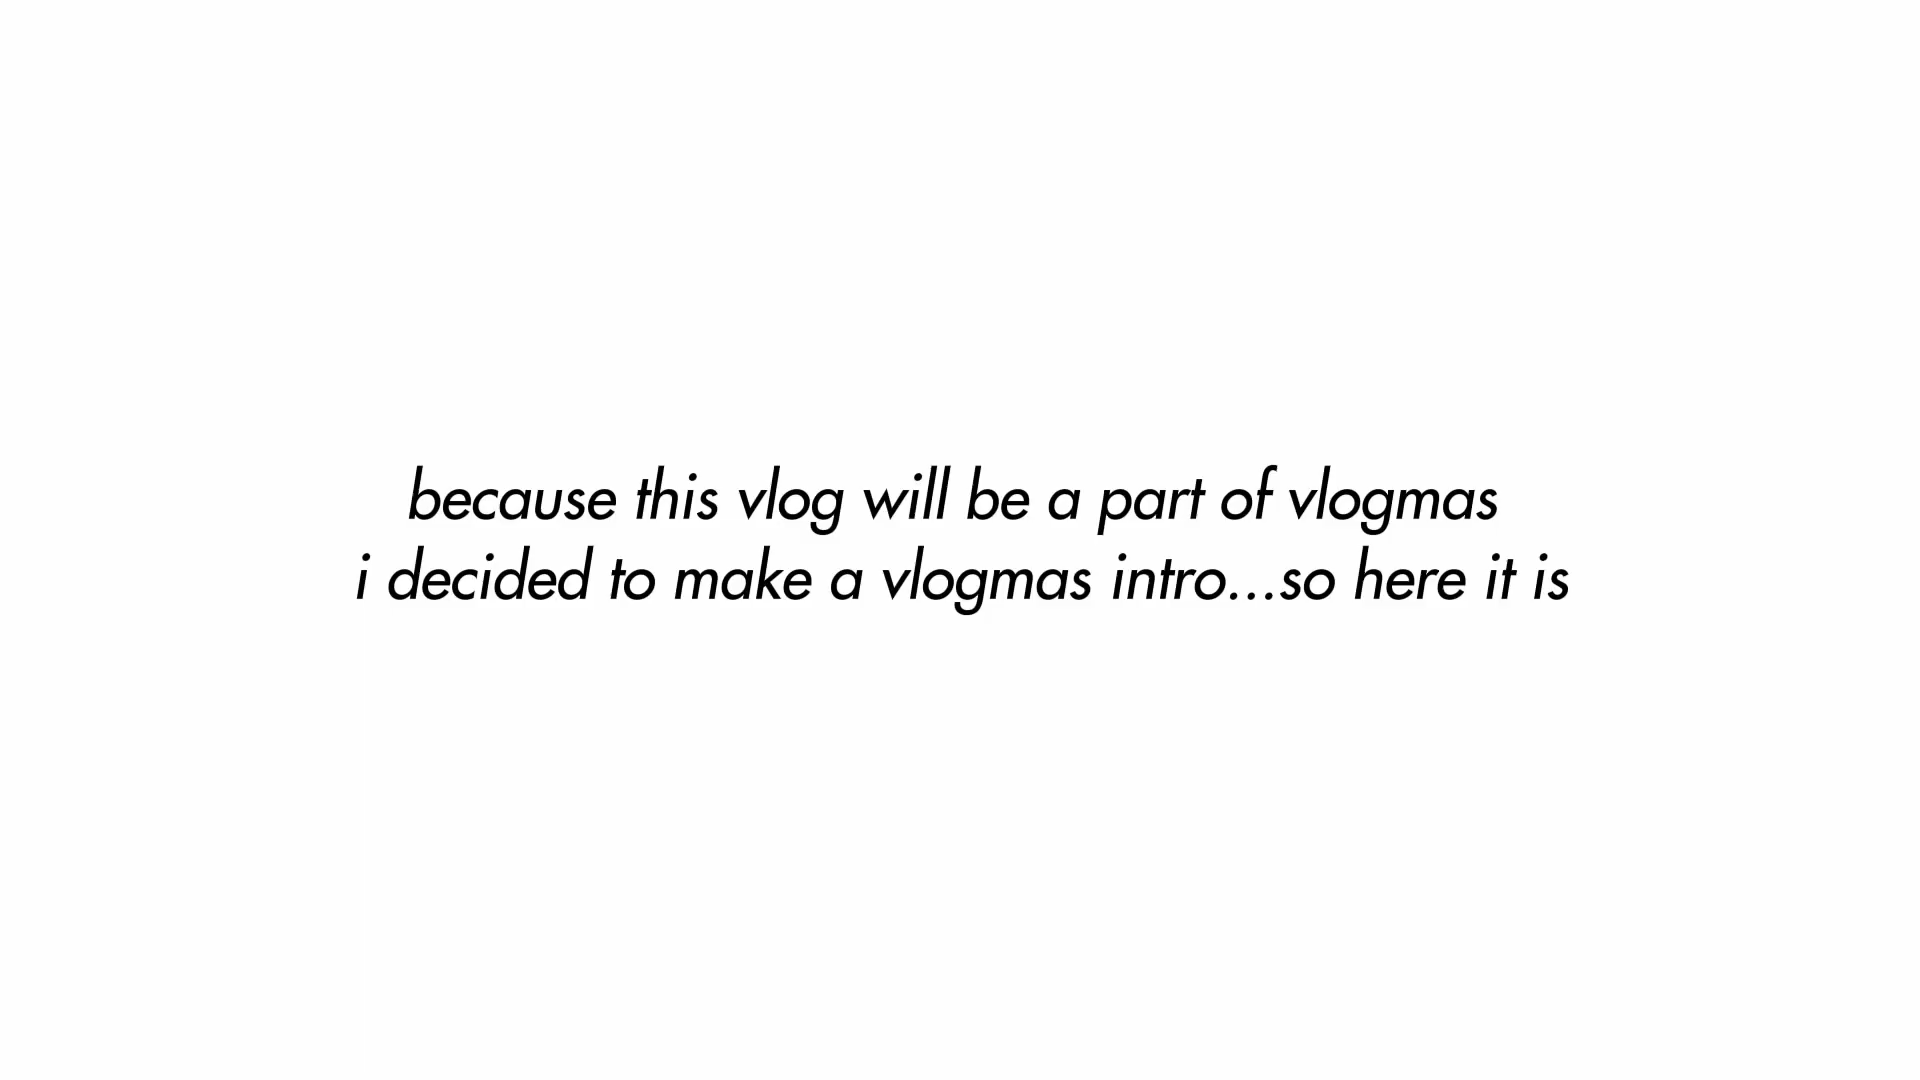 because this vlog will be a part of vlogmas
i decided to make a vlogmas intro...so here it is